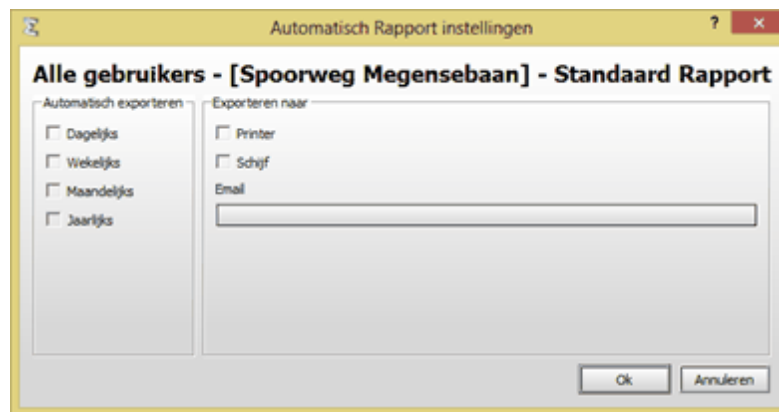 Automatisch Rapport instellingen
Alle gebruikers - [Spoorweg Megensebaan] - Standaard Rapport
Automatisch exporteren
Dagelijks
Wekelijks
Maandelijks
Jaarlijks
Exporteren naar
Printer
Schijf
Email
Ok
Annuleren